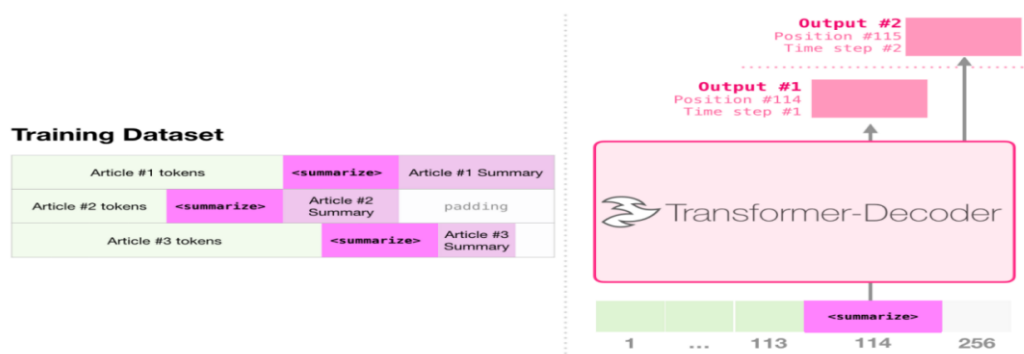 Training Dataset
Article #1 tokens <summarize> Article #1 Summary
Article #2 tokens <summarize> Article #2
Summary padding
Article #3 tokens <summarize> Article #3
Summary
Output #2
Position #115
Time step #2
Output #1
Position #114
Time step #1
Transformer-Decoder
<summarize>
1 ... 113 114 256